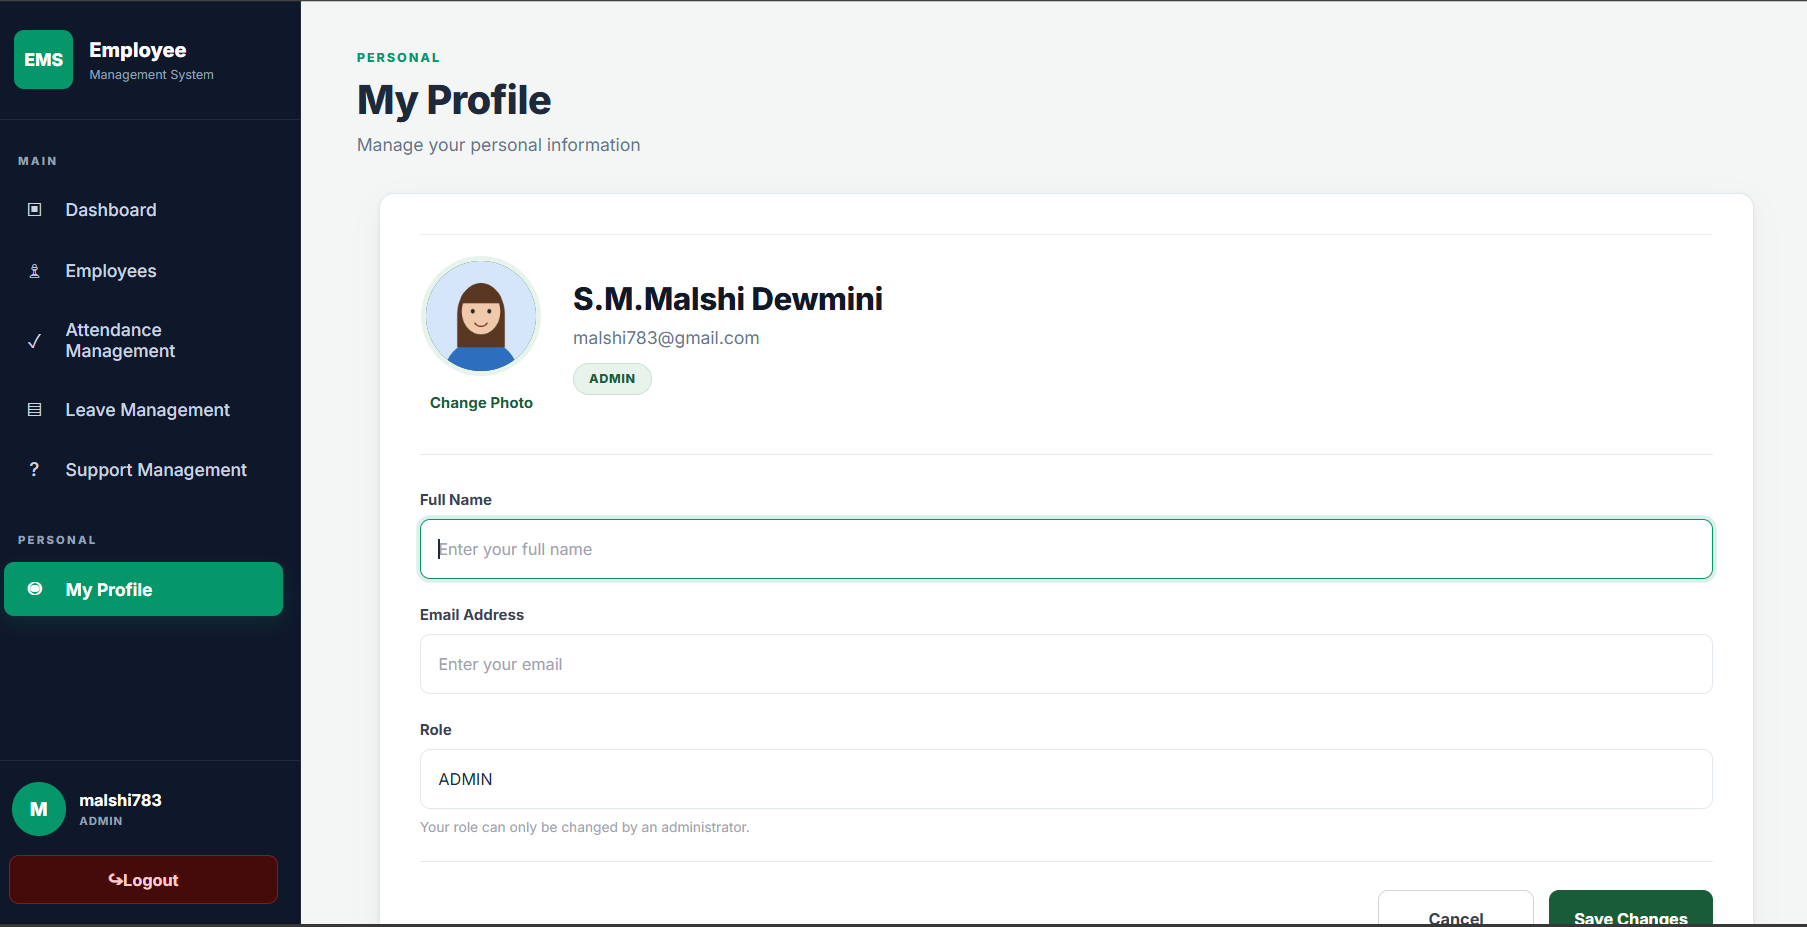 EMS
Employee
Management System
MAIN
Dashboard
Employees
Attendance
Management
Leave Management
? Support Management
PERSONAL
My Profile
M
malshi783
ADMIN
Logout
PERSONAL
My Profile
Manage your personal information
S.M.Malshi Dewmini
malshi783@gmail.com
ADMIN
Change Photo
Full Name
Enter your full name
Email Address
Enter your email
Role
ADMIN
Your role can only be changed by an administrator.
Cancel
Save Changes